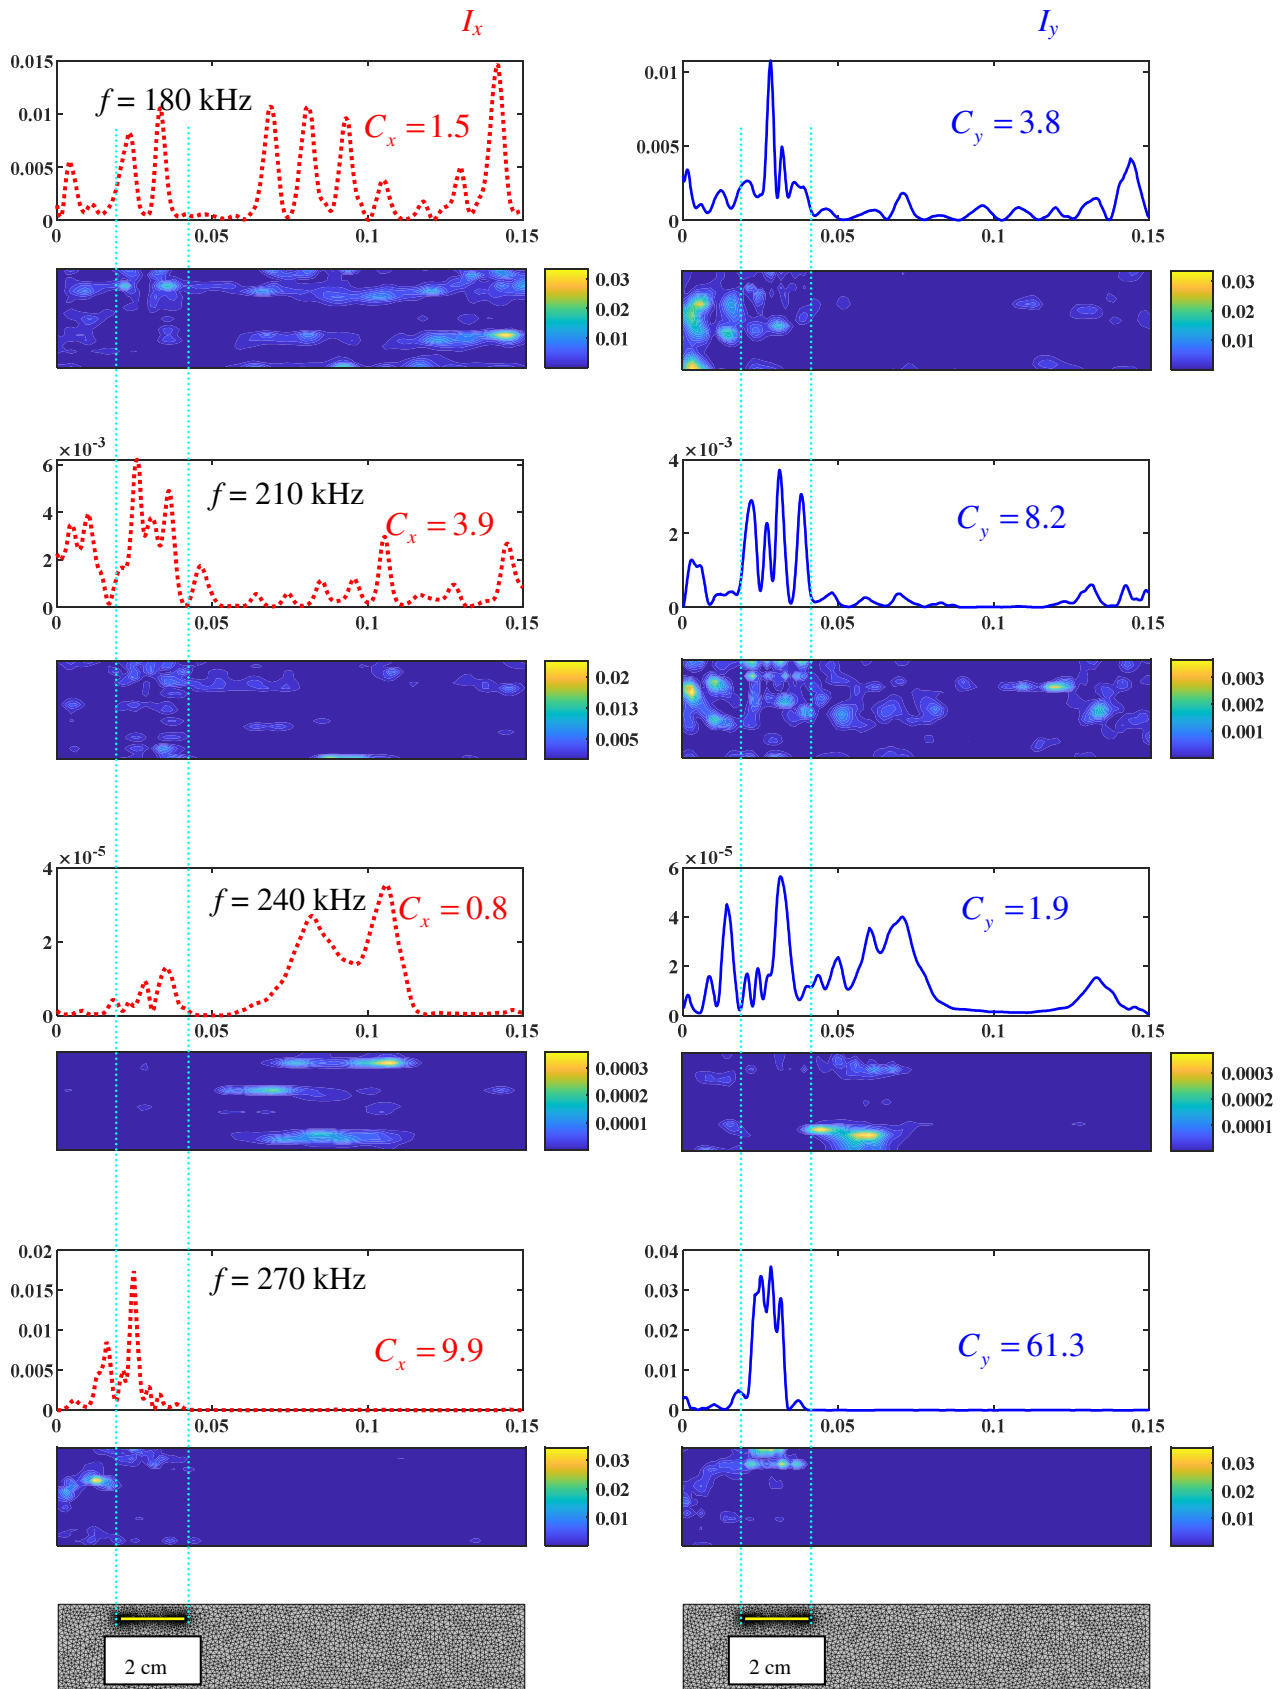 I_x
I_y
0.015
0.01
0.005
0
f = 180 kHz
C_x = 1.5
0 0.05 0.1 0.15
0.01
0.005
0
C_y = 3.8
0 0.05 0.1 0.15
0.03
0.02
0.01
0.03
0.02
0.01
×10⁻³
6
4
2
0
f = 210 kHz
C_x = 3.9
0 0.05 0.1 0.15
×10⁻³
4
2
0
C_y = 8.2
0 0.05 0.1 0.15
0.02
0.013
0.005
0.003
0.002
0.001
×10⁻⁵
4
2
0
f = 240 kHz
C_x = 0.8
0 0.05 0.1 0.15
×10⁻⁵
6
4
2
0
C_y = 1.9
0 0.05 0.1 0.15
0.0003
0.0002
0.0001
0.0003
0.0002
0.0001
0.02
0.015
0.01
0.005
0
f = 270 kHz
C_x = 9.9
0 0.05 0.1 0.15
0.04
0.03
0.02
0.01
0
C_y = 61.3
0 0.05 0.1 0.15
0.03
0.02
0.01
0.03
0.02
0.01
2 cm
2 cm